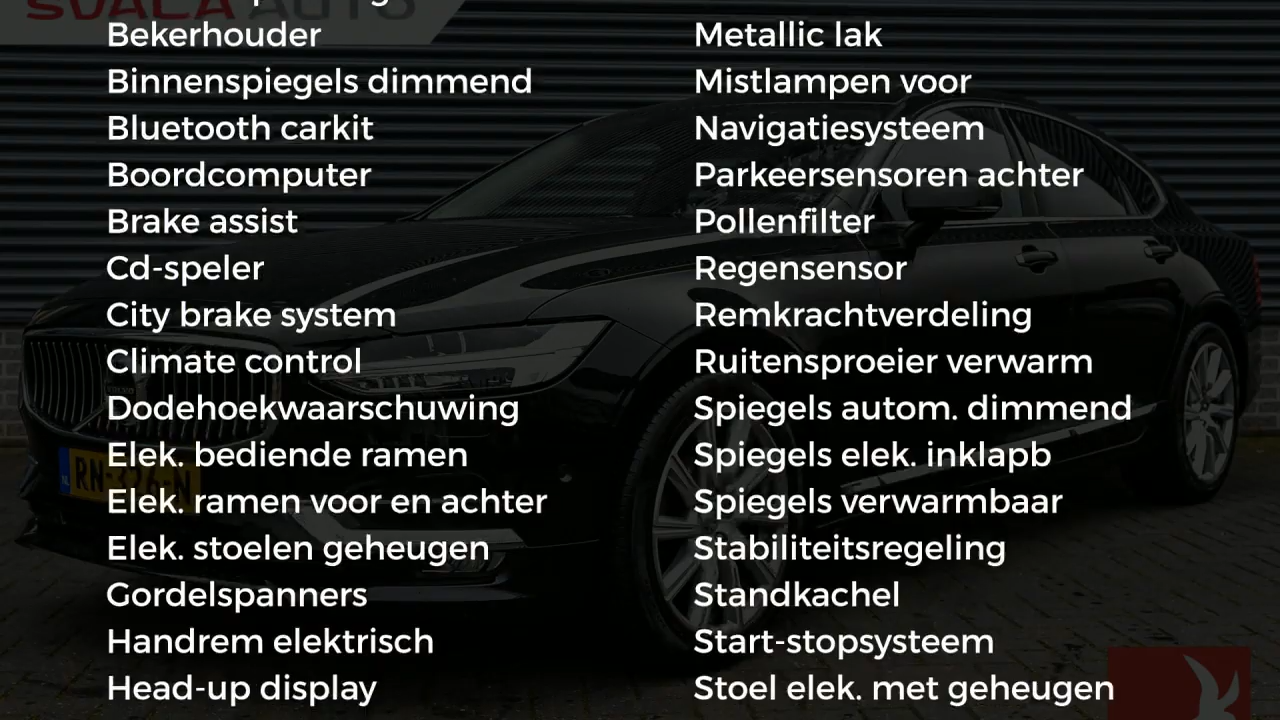 SVALA AUTO
Bekerhouder
Binnenspiegels dimmend
Bluetooth carkit
Boordcomputer
Brake assist
Cd-speler
City brake system
Climate control
Dodehoekwaarschuwing
Elek. bediende ramen
Elek. ramen voor en achter
Elek. stoelen geheugen
Gordelspanners
Handrem elektrisch
Head-up display
Metallic lak
Mistlampen voor
Navigatiesysteem
Parkeersensoren achter
Pollenfilter
Regensensor
Remkrachtverdeling
Ruitensproeier verwarm
Spiegels autom. dimmend
Spiegels elek. inklapb
Spiegels verwarmbaar
Stabiliteitsregeling
Standkachel
Start-stopsysteem
Stoel elek. met geheugen